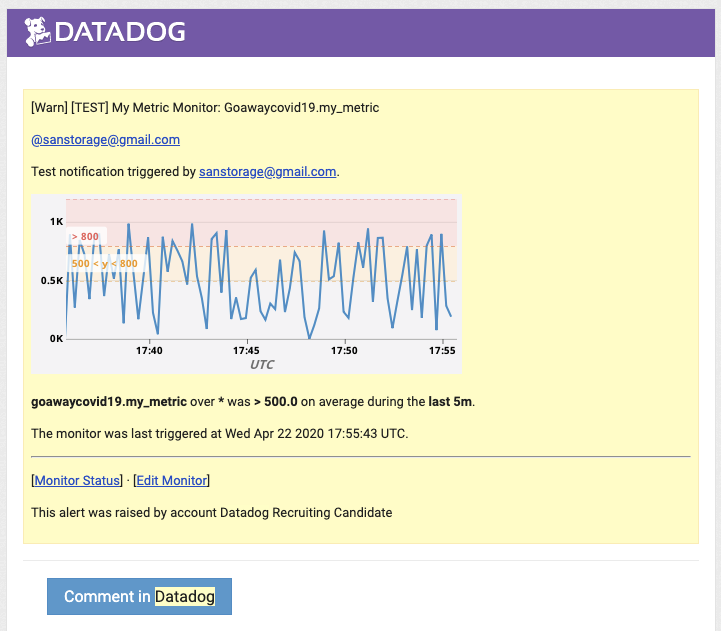 DATADOG
[Warn] [TEST] My Metric Monitor: Goawaycovid19.my_metric
@sanstorage@gmail.com
Test notification triggered by sanstorage@gmail.com.
1K
> 800
500 < y < 800
0.5K
0K
17:40 17:45 17:50 17:55
UTC
goawaycovid19.my_metric over * was > 500.0 on average during the last 5m.
The monitor was last triggered at Wed Apr 22 2020 17:55:43 UTC.
[Monitor Status] · [Edit Monitor]
This alert was raised by account Datadog Recruiting Candidate
Comment in Datadog